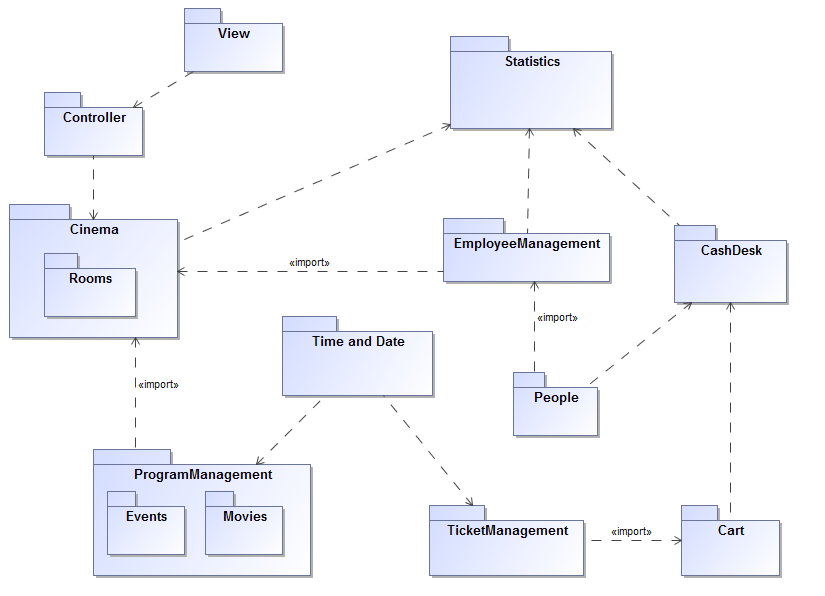 View
Statistics
Controller
Cinema
EmployeeManagement
CashDesk
«import»
Rooms
«import»
Time and Date
«import»
People
ProgramManagement
Events
Movies
TicketManagement
«import»
Cart